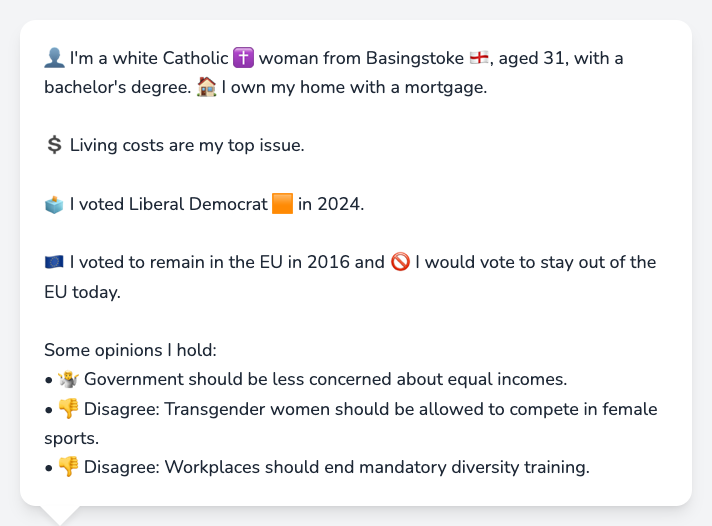 👤 I'm a white Catholic ✝️ woman from Basingstoke 🏴󠁧󠁢󠁥󠁮󠁧󠁿, aged 31, with a
bachelor's degree. 🏠 I own my home with a mortgage.
💲 Living costs are my top issue.
🗳️ I voted Liberal Democrat 🟧 in 2024.
🇪🇺 I voted to remain in the EU in 2016 and 🚫 I would vote to stay out of the
EU today.
Some opinions I hold:
• 🤷‍♀️ Government should be less concerned about equal incomes.
• 👎 Disagree: Transgender women should be allowed to compete in female
sports.
• 👎 Disagree: Workplaces should end mandatory diversity training.